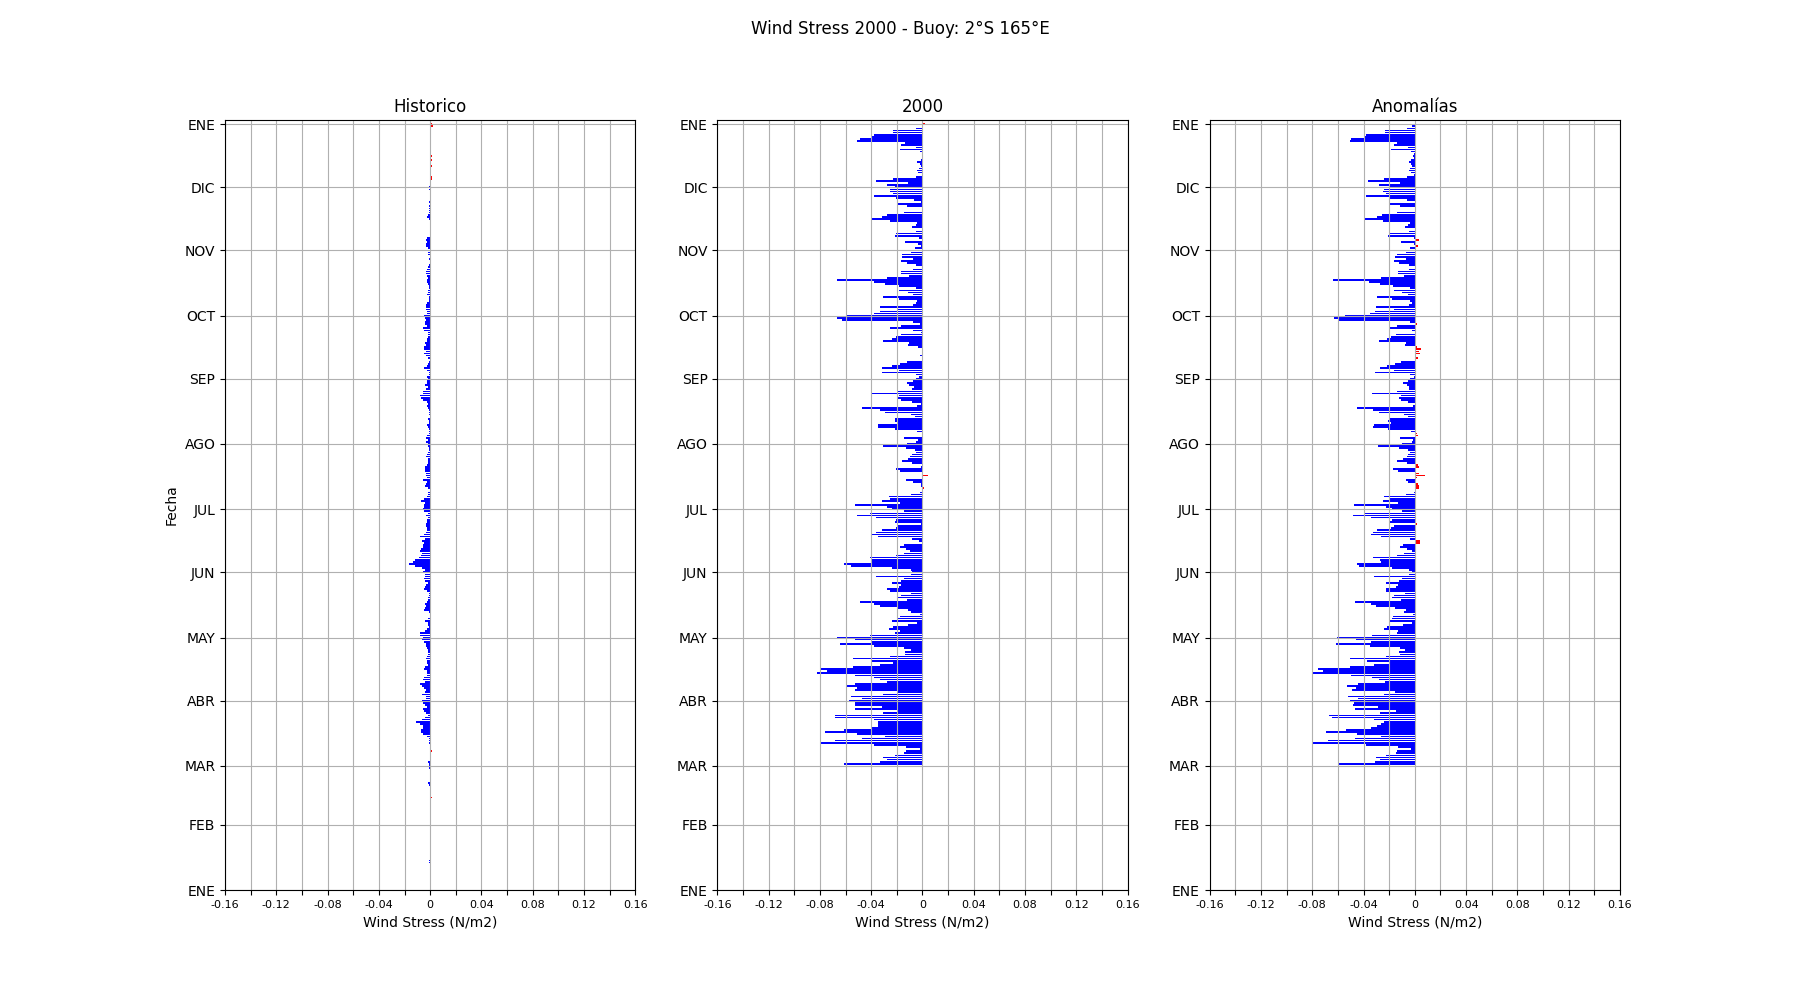 Wind Stress 2000 - Buoy: 2°S 165°E
Historico
ENE
DIC
NOV
OCT
SEP
AGO
JUL
JUN
MAY
ABR
MAR
FEB
ENE
Fecha
-0.16 -0.12 -0.08 -0.04 0 0.04 0.08 0.12 0.16
Wind Stress (N/m2)
2000
ENE
DIC
NOV
OCT
SEP
AGO
JUL
JUN
MAY
ABR
MAR
FEB
ENE
-0.16 -0.12 -0.08 -0.04 0 0.04 0.08 0.12 0.16
Wind Stress (N/m2)
Anomalías
ENE
DIC
NOV
OCT
SEP
AGO
JUL
JUN
MAY
ABR
MAR
FEB
ENE
-0.16 -0.12 -0.08 -0.04 0 0.04 0.08 0.12 0.16
Wind Stress (N/m2)